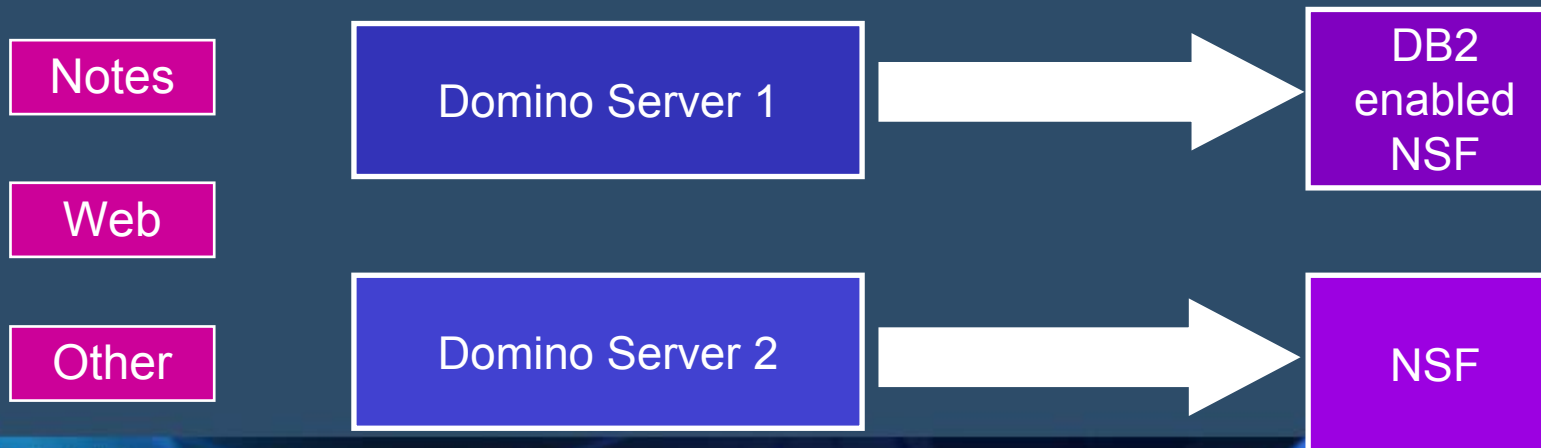 Notes
Web
Other
Domino Server 1
Domino Server 2
DB2
enabled
NSF
NSF